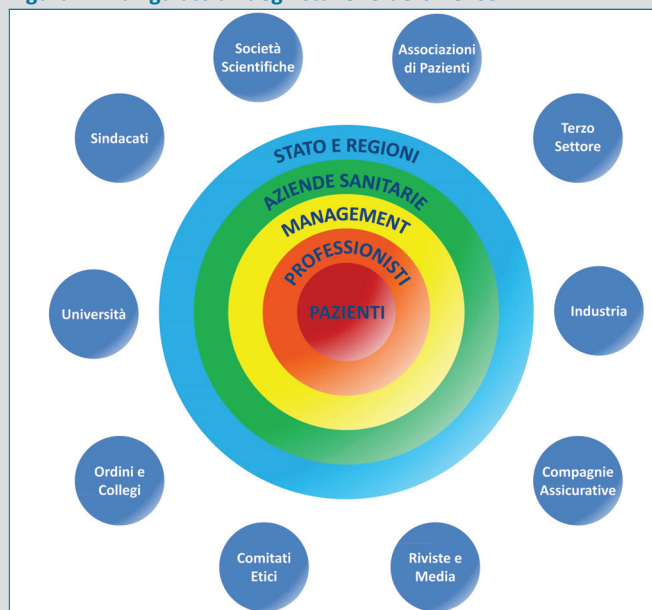 Società
Scientifiche
Associazioni
di Pazienti
Sindacati
Terzo
Settore
STATO E REGIONI
AZIENDE SANITARIE
MANAGEMENT
PROFESSIONISTI
PAZIENTI
Università
Industria
Ordini e
Collegi
Compagnie
Assicurative
Comitati
Etici
Riviste e
Media